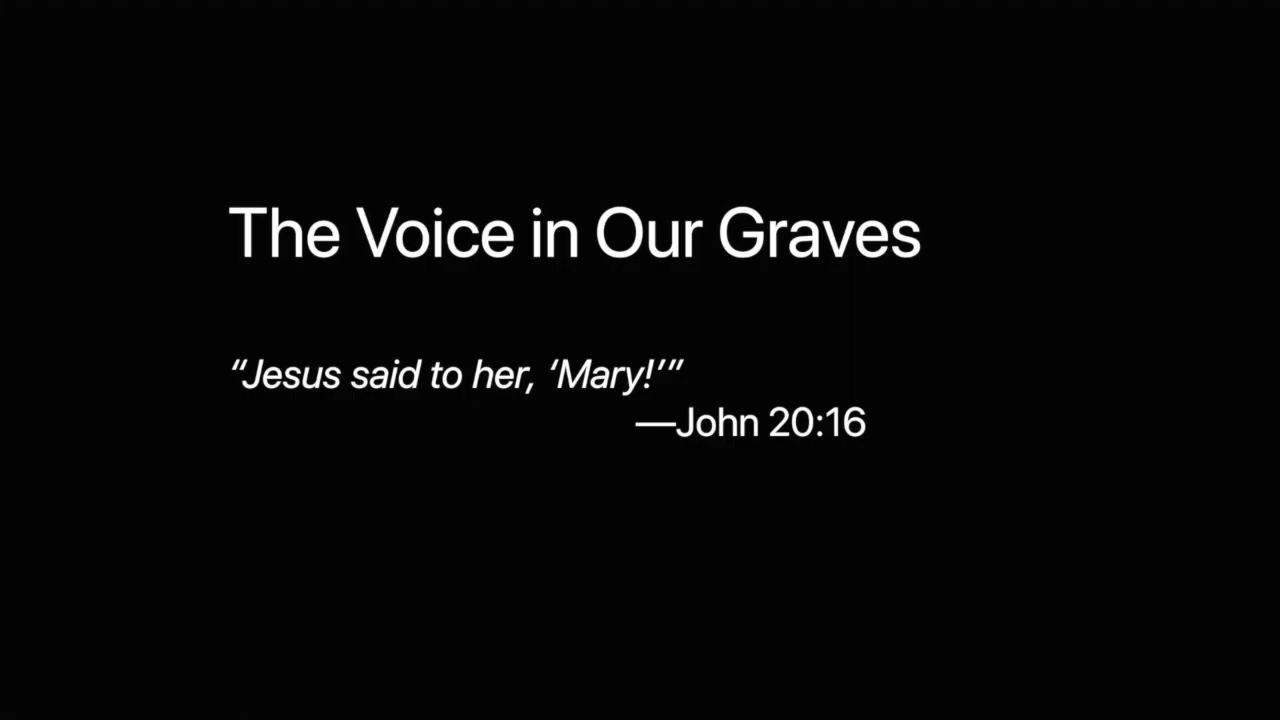 The Voice in Our Graves
“Jesus said to her, ‘Mary!’”
—John 20:16